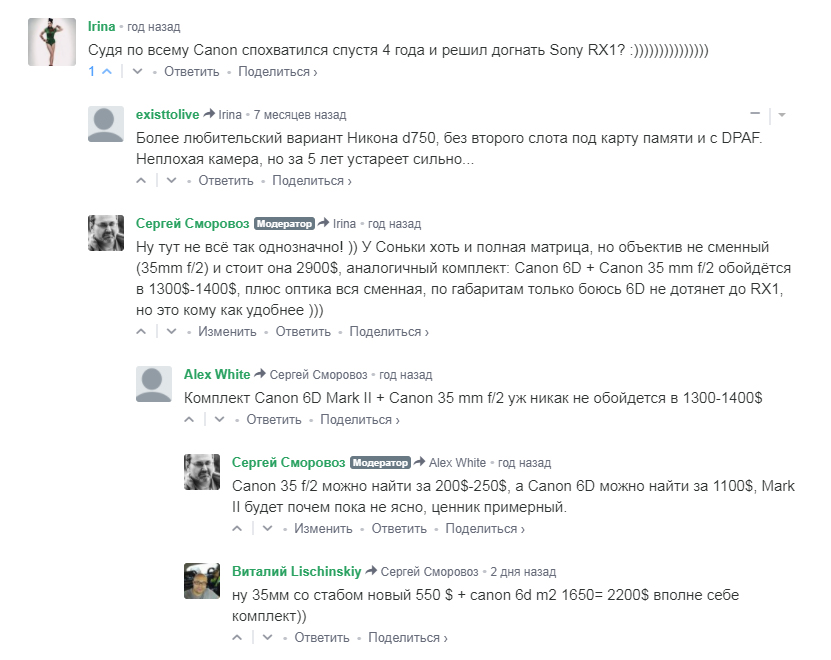 Irina • год назад
Судя по всему Canon спохватился спустя 4 года и решил догнать Sony RX1? :)))))))))))))))
1 • Ответить • Поделиться ›
existtolive Irina • 7 месяцев назад
Более любительский вариант Никона d750, без второго слота под карту памяти и с DPAF.
Неплохая камера, но за 5 лет устареет сильно...
• Ответить • Поделиться ›
Сергей Сморовоз Модератор Irina • год назад
Ну тут не всё так однозначно! )) У Соньки хоть и полная матрица, но объектив не сменный
(35mm f/2) и стоит она 2900$, аналогичный комплект: Canon 6D + Canon 35 mm f/2 обойдётся
в 1300$-1400$, плюс оптика вся сменная, по габаритам только боюсь 6D не дотянет до RX1,
но это кому как удобнее )))
• Изменить • Ответить • Поделиться ›
Alex White Сергей Сморовоз • год назад
Комплект Canon 6D Mark II + Canon 35 mm f/2 уж никак не обойдется в 1300-1400$
• Ответить • Поделиться ›
Сергей Сморовоз Модератор Alex White • год назад
Canon 35 f/2 можно найти за 200$-250$, а Canon 6D можно найти за 1100$, Mark
II будет почем пока не ясно, ценник примерный.
• Изменить • Ответить • Поделиться ›
Виталий Lischinskiy Сергей Сморовоз • 2 дня назад
ну 35мм со стабом новый 550 $ + canon 6d m2 1650= 2200$ вполне себе
комплект))
• Ответить • Поделиться ›